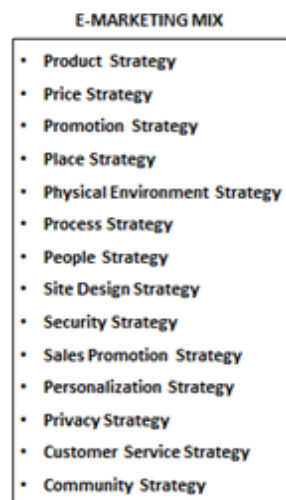 E-MARKETING MIX
• Product Strategy
• Price Strategy
• Promotion Strategy
• Place Strategy
• Physical Environment Strategy
• Process Strategy
• People Strategy
• Site Design Strategy
• Security Strategy
• Sales Promotion Strategy
• Personalization Strategy
• Privacy Strategy
• Customer Service Strategy
• Community Strategy